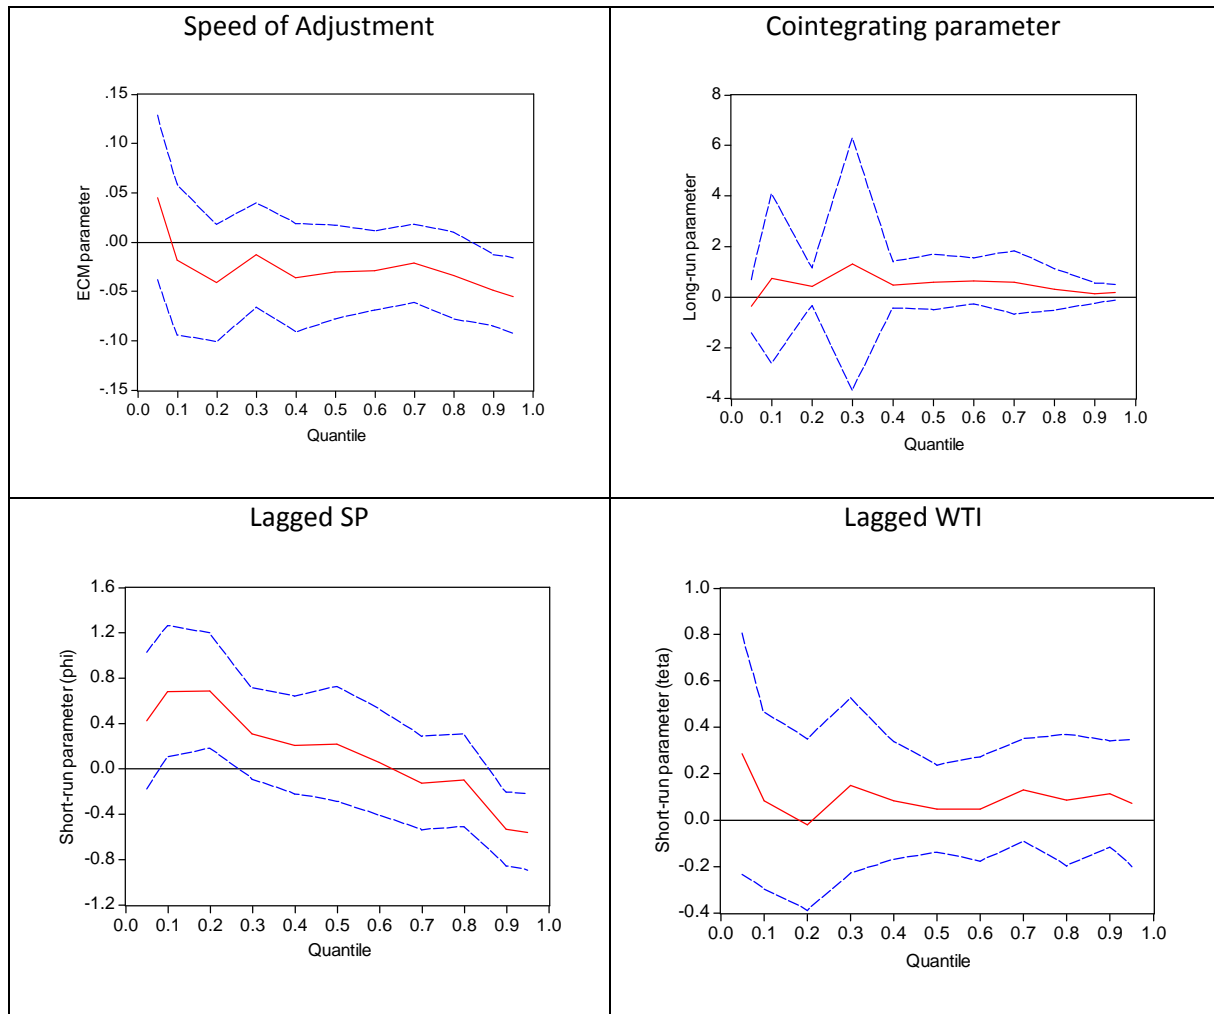 Speed of Adjustment
.15
.10
.05
.00
-.05
-.10
-.15
ECM parameter
0.0 0.1 0.2 0.3 0.4 0.5 0.6 0.7 0.8 0.9 1.0
Quantile
Cointegrating parameter
8
6
4
2
0
-2
-4
Long-run parameter
0.0 0.1 0.2 0.3 0.4 0.5 0.6 0.7 0.8 0.9 1.0
Quantile
Lagged SP
1.6
1.2
0.8
0.4
0.0
-0.4
-0.8
-1.2
Short-run parameter (phi)
0.0 0.1 0.2 0.3 0.4 0.5 0.6 0.7 0.8 0.9 1.0
Quantile
Lagged WTI
1.0
0.8
0.6
0.4
0.2
0.0
-0.2
-0.4
Short-run parameter (teta)
0.0 0.1 0.2 0.3 0.4 0.5 0.6 0.7 0.8 0.9 1.0
Quantile